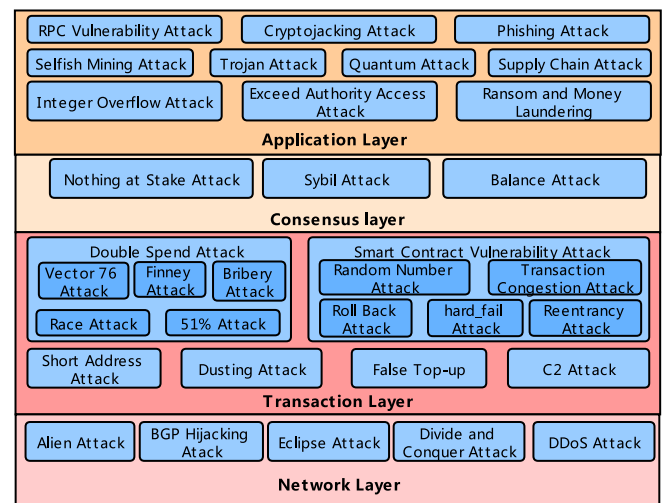 RPC Vulnerability Attack
Cryptojacking Attack
Phishing Attack
Selfish Mining Attack
Trojan Attack
Quantum Attack
Supply Chain Attack
Integer Overflow Attack
Exceed Authority Access
Attack
Ransom and Money
Laundering
Application Layer
Nothing at Stake Attack
Sybil Attack
Balance Attack
Consensus layer
Double Spend Attack
Vector 76
Attack
Finney
Attack
Bribery
Attack
Race Attack
51% Attack
Smart Contract Vulnerability Attack
Random Number
Attack
Transaction
Congestion Attack
Roll Back
Attack
hard_fail
Attack
Reentrancy
Attack
Short Address
Attack
Dusting Attack
False Top-up
C2 Attack
Transaction Layer
Alien Attack
BGP Hijacking
Atack
Eclipse Attack
Divide and
Conquer Attack
DDoS Attack
Network Layer